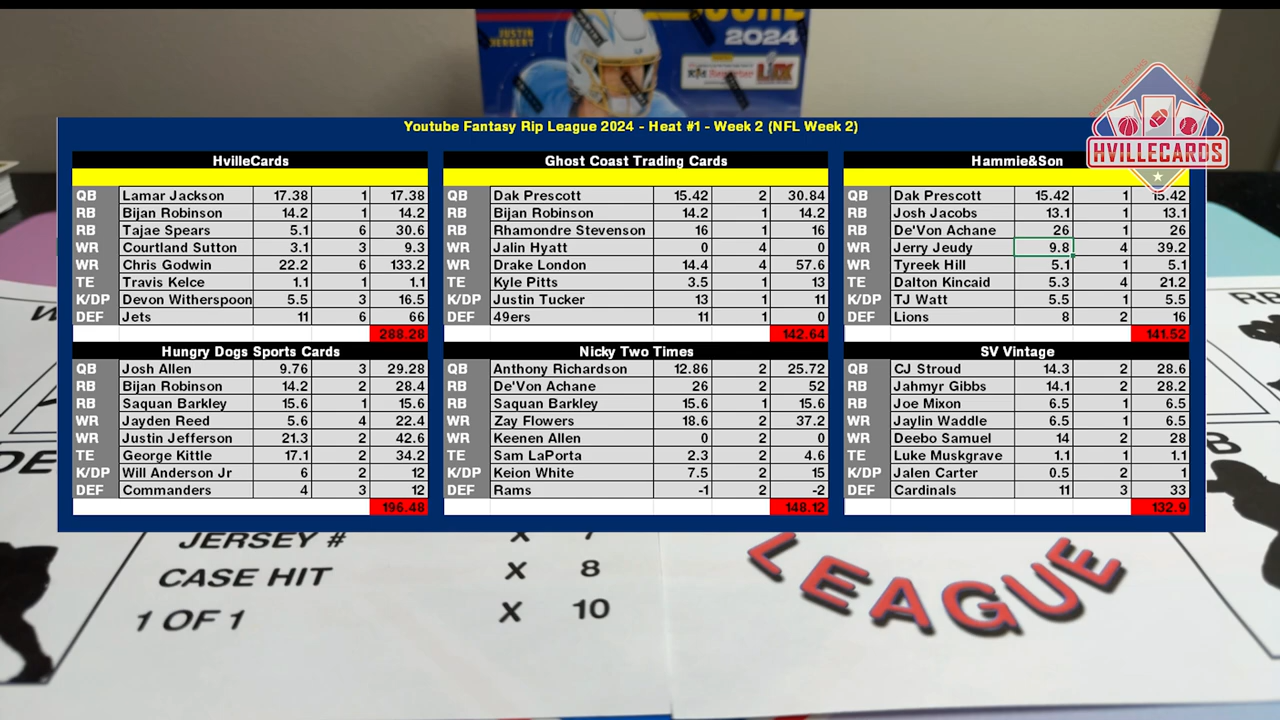 JUSTIN
HERBERT
SCORE
2024
Youtube Fantasy Rip League 2024 - Heat #1 - Week 2 (NFL Week 2)
HVILLECARDS
HvilleCards
QB Lamar Jackson 17.38 1 17.38
RB Bijan Robinson 14.2 1 14.2
RB Tajae Spears 5.1 6 30.6
WR Courtland Sutton 3.1 3 9.3
WR Chris Godwin 22.2 6 133.2
TE Travis Kelce 1.1 1 1.1
K/DP Devon Witherspoon 5.5 3 16.5
DEF Jets 11 6 66
288.28
Ghost Coast Trading Cards
QB Dak Prescott 15.42 2 30.84
RB Bijan Robinson 14.2 1 14.2
RB Rhamondre Stevenson 16 1 16
WR Jalin Hyatt 0 4 0
WR Drake London 14.4 4 57.6
TE Kyle Pitts 3.5 1 13
K/DP Justin Tucker 13 1 11
DEF 49ers 11 1 0
142.64
Hammie&Son
QB Dak Prescott 15.42 1 15.42
RB Josh Jacobs 13.1 1 13.1
RB De'Von Achane 26 1 26
WR Jerry Jeudy 9.8 4 39.2
WR Tyreek Hill 5.1 1 5.1
TE Dalton Kincaid 5.3 4 21.2
K/DP TJ Watt 5.5 1 5.5
DEF Lions 8 2 16
141.52
Hungry Dogs Sports Cards
QB Josh Allen 9.76 3 29.28
RB Bijan Robinson 14.2 2 28.4
RB Saquan Barkley 15.6 1 15.6
WR Jayden Reed 5.6 4 22.4
WR Justin Jefferson 21.3 2 42.6
TE George Kittle 17.1 2 34.2
K/DP Will Anderson Jr 6 2 12
DEF Commanders 4 3 12
196.48
Nicky Two Times
QB Anthony Richardson 12.86 2 25.72
RB De'Von Achane 26 2 52
RB Saquan Barkley 15.6 1 15.6
WR Zay Flowers 18.6 2 37.2
WR Keenen Allen 0 2 0
TE Sam LaPorta 2.3 2 4.6
K/DP Keion White 7.5 2 15
DEF Rams -1 2 -2
148.12
SV Vintage
QB CJ Stroud 14.3 2 28.6
RB Jahmyr Gibbs 14.1 2 28.2
RB Joe Mixon 6.5 1 6.5
WR Jaylin Waddle 6.5 1 6.5
WR Deebo Samuel 14 2 28
TE Luke Muskgrave 1.1 1 1.1
K/DP Jalen Carter 0.5 2 1
DEF Cardinals 11 3 33
132.9
RB
JERSEY # X 7
CASE HIT X 8
1 OF 1 X 10
LEAGUE